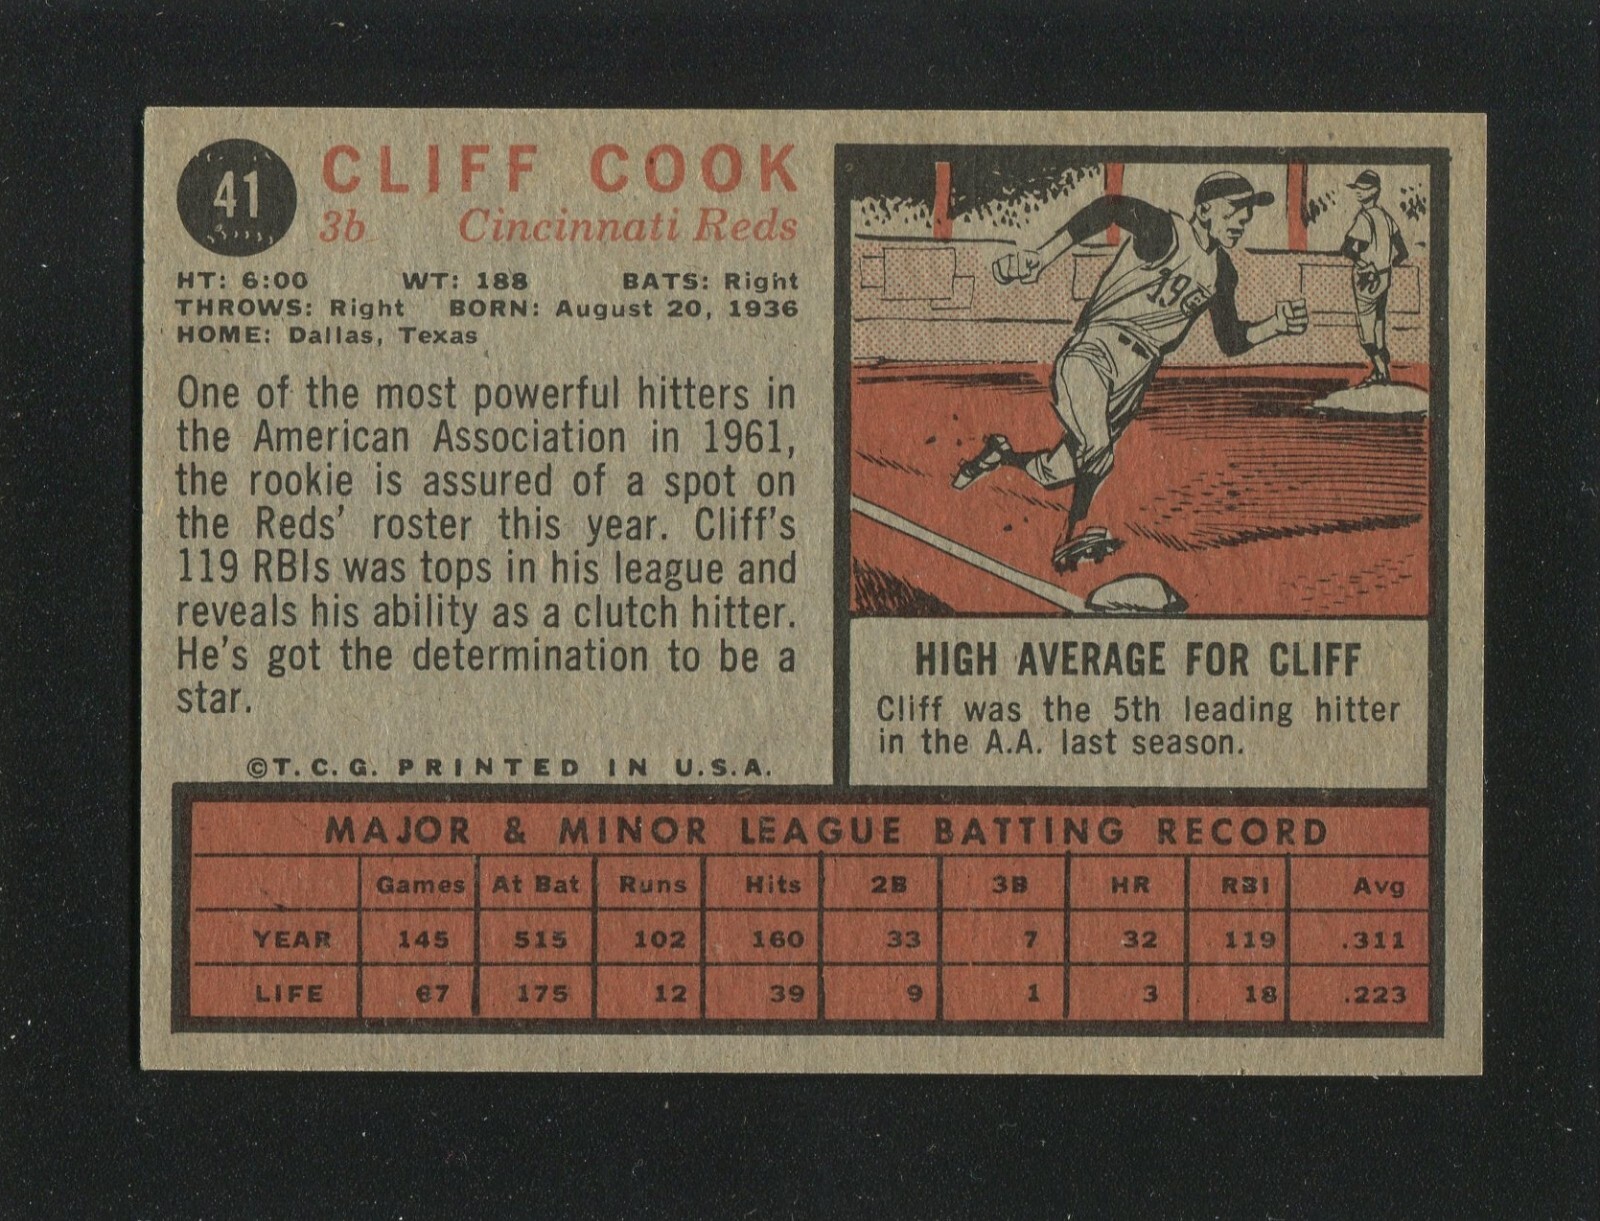 41
CLIFF COOK
3b Cincinnati Reds
HT: 6:00 WT: 188 BATS: Right
THROWS: Right BORN: August 20, 1936
HOME: Dallas, Texas
One of the most powerful hitters in
the American Association in 1961,
the rookie is assured of a spot on
the Reds' roster this year. Cliff's
119 RBIs was tops in his league and
reveals his ability as a clutch hitter.
He's got the determination to be a
star.
©T.C.G. PRINTED IN U.S.A.
HIGH AVERAGE FOR CLIFF
Cliff was the 5th leading hitter
in the A.A. last season.
MAJOR & MINOR LEAGUE BATTING RECORD
Games At Bat Runs Hits 2B 3B HR RBI Avg
YEAR 145 515 102 160 33 7 32 119 .311
LIFE 67 175 12 39 9 1 3 18 .223